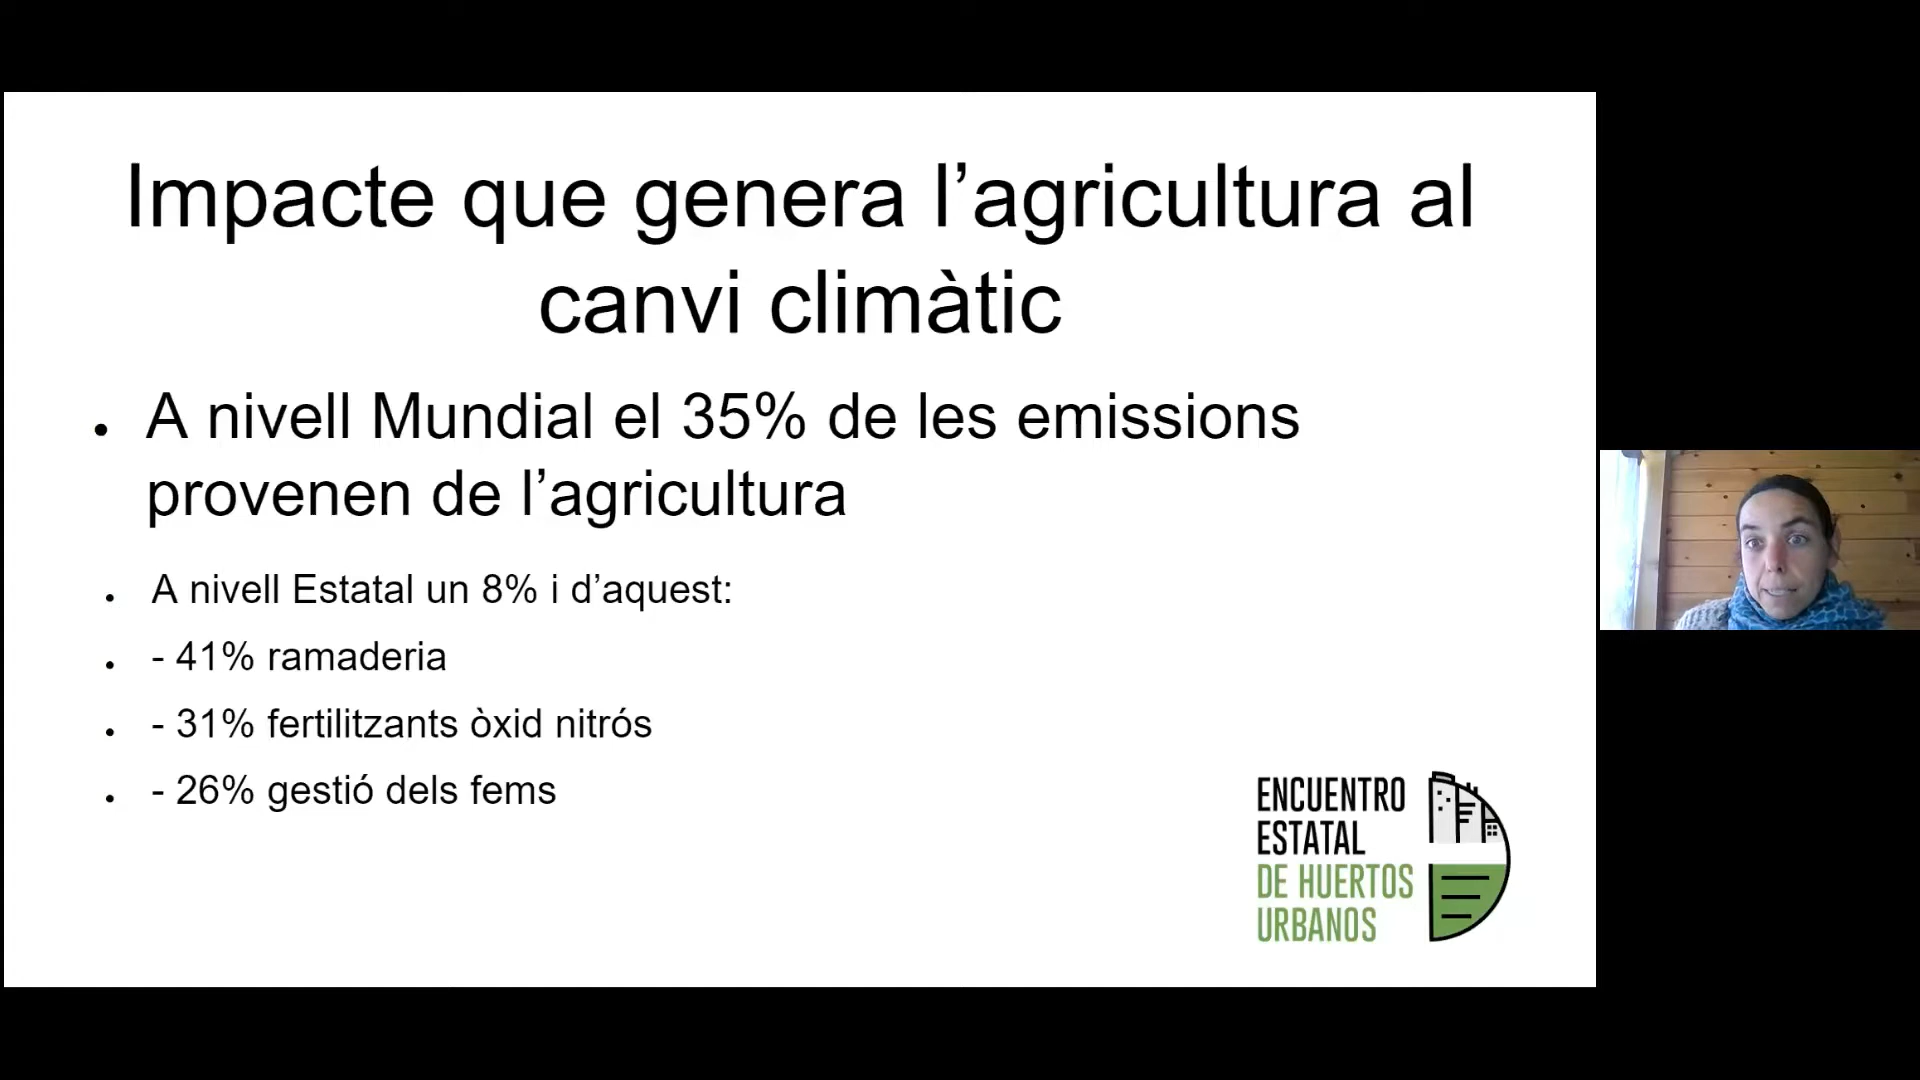 Impacte que genera l’agricultura al
canvi climàtic
• A nivell Mundial el 35% de les emissions
provenen de l’agricultura
• A nivell Estatal un 8% i d’aquest:
• - 41% ramaderia
• - 31% fertilitzants òxid nitrós
• - 26% gestió dels fems
ENCUENTRO
ESTATAL
DE HUERTOS
URBANOS